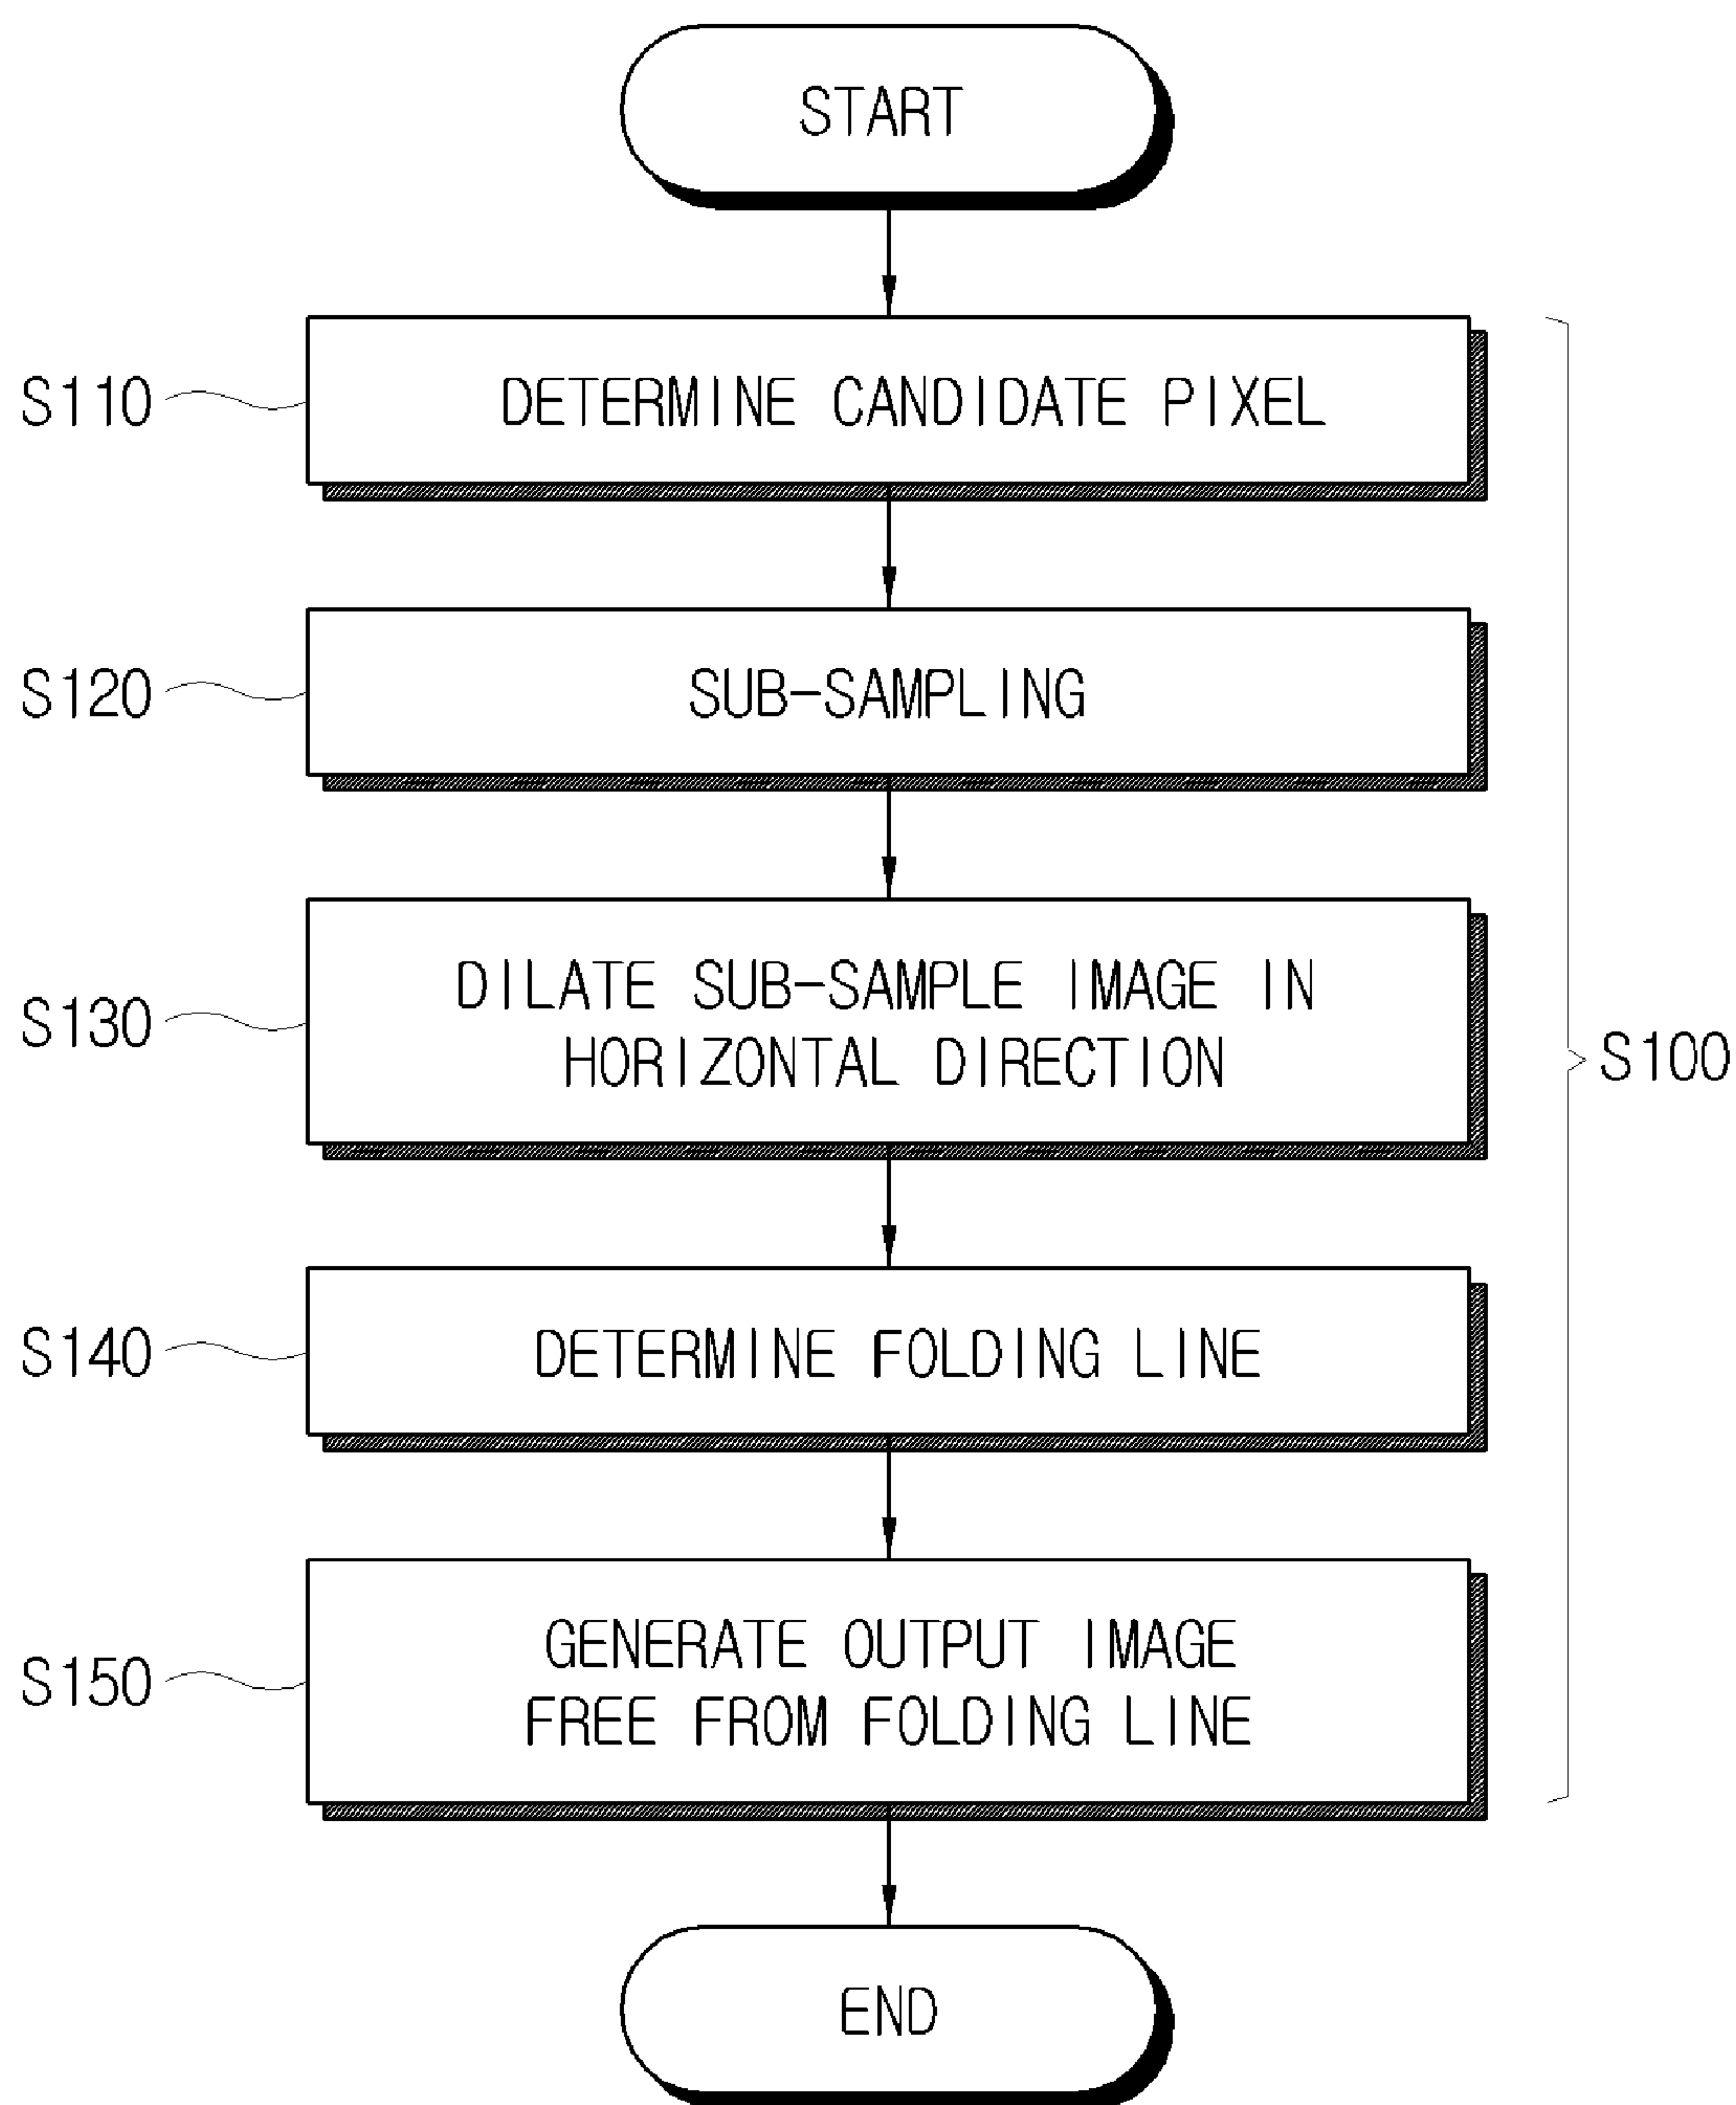 START
S110
DETERMINE CANDIDATE PIXEL
S120
SUB-SAMPLING
S130
DILATE SUB-SAMPLE IMAGE IN
HORIZONTAL DIRECTION
S100
S140
DETERMINE FOLDING LINE
S150
GENERATE OUTPUT IMAGE
FREE FROM FOLDING LINE
END